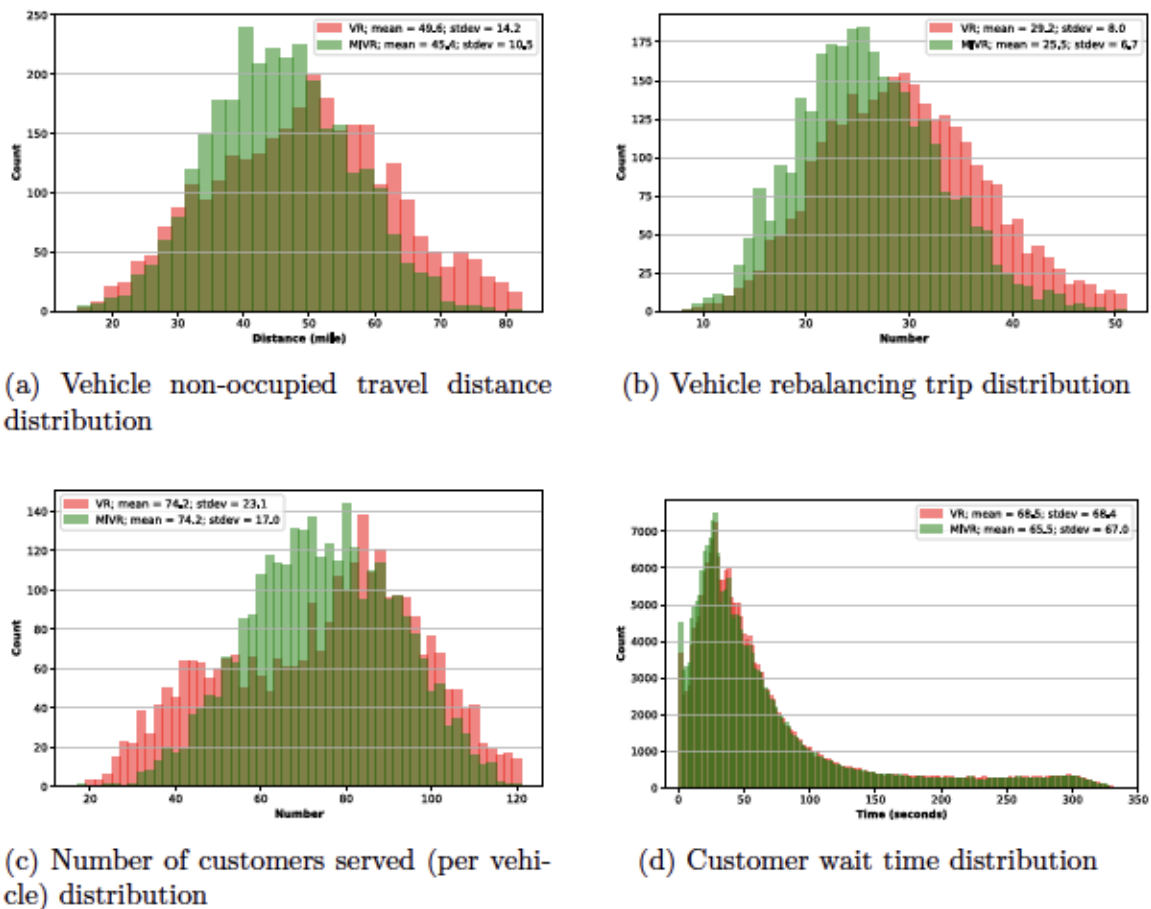 VR; mean = 49.6; stdev = 14.2
MIVR; mean = 45.4; stdev = 10.5
250
200
150
100
50
0
Count
20 30 40 50 60 70 80
Distance (mile)
(a) Vehicle non-occupied travel distance
distribution
VR; mean = 29.2; stdev = 8.0
MIVR; mean = 25.5; stdev = 6.7
175
150
125
100
75
50
25
0
Count
10 20 30 40 50
Number
(b) Vehicle rebalancing trip distribution
VR; mean = 74.2; stdev = 23.1
MIVR; mean = 74.2; stdev = 17.0
140
120
100
80
60
40
20
0
Count
20 40 60 80 100 120
Number
(c) Number of customers served (per vehi-
cle) distribution
VR; mean = 68.5; stdev = 68.4
MIVR; mean = 65.5; stdev = 67.0
7000
6000
5000
4000
3000
2000
1000
0
Count
0 50 100 150 200 250 300 350
Time (seconds)
(d) Customer wait time distribution